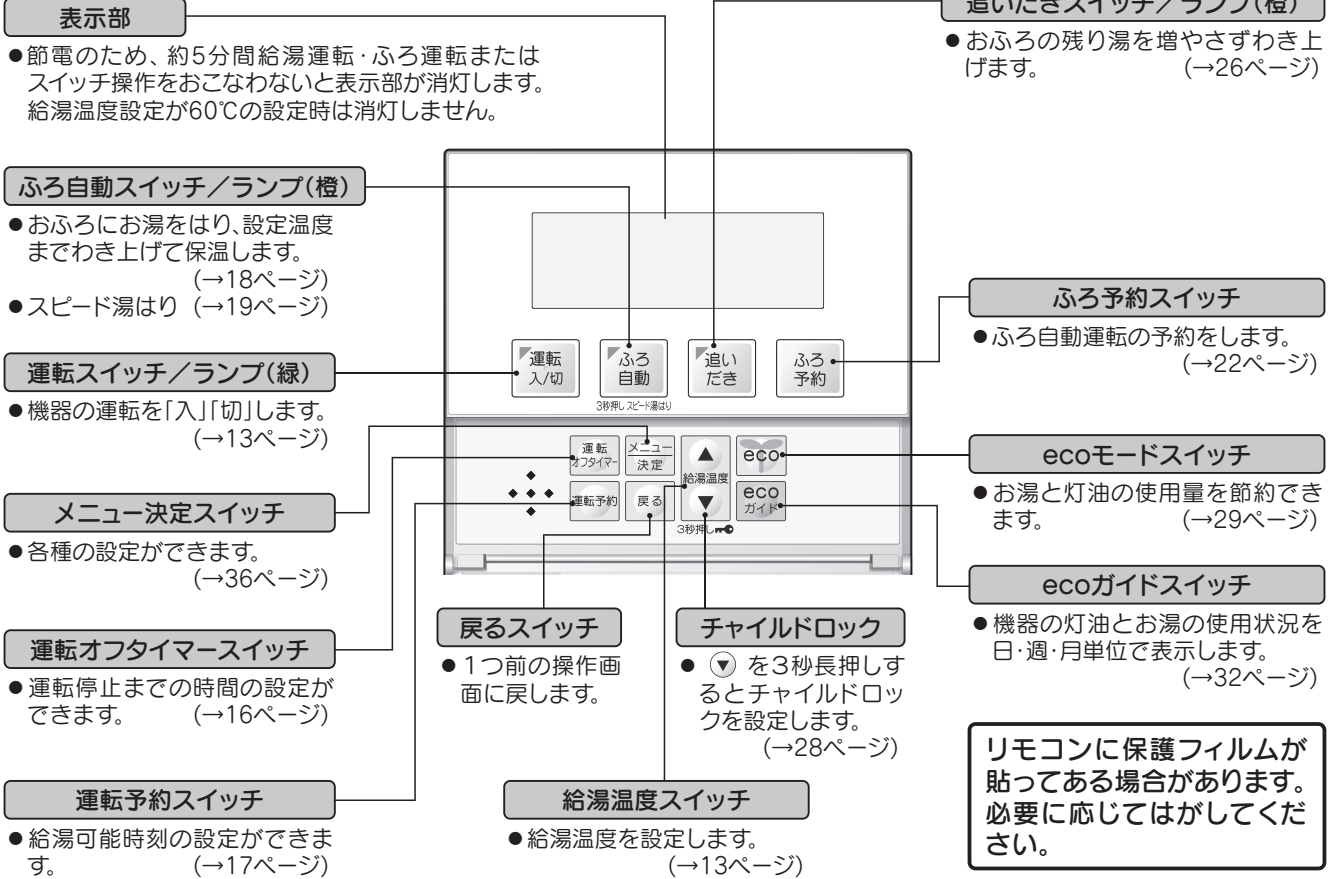 表示部
●節電のため、約5分間給湯運転・ふろ運転または
スイッチ操作をおこなわないと表示部が消灯します。
給湯温度設定が60℃の設定時は消灯しません。
追いだきスイッチ／ランプ(橙)
●おふろの残り湯を増やさずわき上
げます。 (→26ページ)
ふろ自動スイッチ／ランプ(橙)
●おふろにお湯をはり、設定温度
までわき上げて保温します。
(→18ページ)
●スピード湯はり (→19ページ)
運転スイッチ／ランプ(緑)
●機器の運転を「入」「切」します。
(→13ページ)
メニュー決定スイッチ
●各種の設定ができます。
(→36ページ)
運転オフタイマースイッチ
●運転停止までの時間の設定が
できます。 (→16ページ)
運転予約スイッチ
●給湯可能時刻の設定ができま
す。 (→17ページ)
運転
入/切
ふろ
自動
3秒押し スピード湯はり
追い
だき
ふろ
予約
運転
オフタイマー
メニュー
決定
▲
給湯温度
▼
3秒押し
eco
運転予約
戻る
eco
ガイド
戻るスイッチ
●1つ前の操作画
面に戻します。
チャイルドロック
● ▼ を3秒長押しす
るとチャイルドロッ
クを設定します。
(→28ページ)
給湯温度スイッチ
●給湯温度を設定します。
(→13ページ)
ふろ予約スイッチ
●ふろ自動運転の予約をします。
(→22ページ)
ecoモードスイッチ
●お湯と灯油の使用量を節約でき
ます。 (→29ページ)
ecoガイドスイッチ
●機器の灯油とお湯の使用状況を
日・週・月単位で表示します。
(→32ページ)
リモコンに保護フィルムが
貼ってある場合があります。
必要に応じてはがしてくだ
さい。